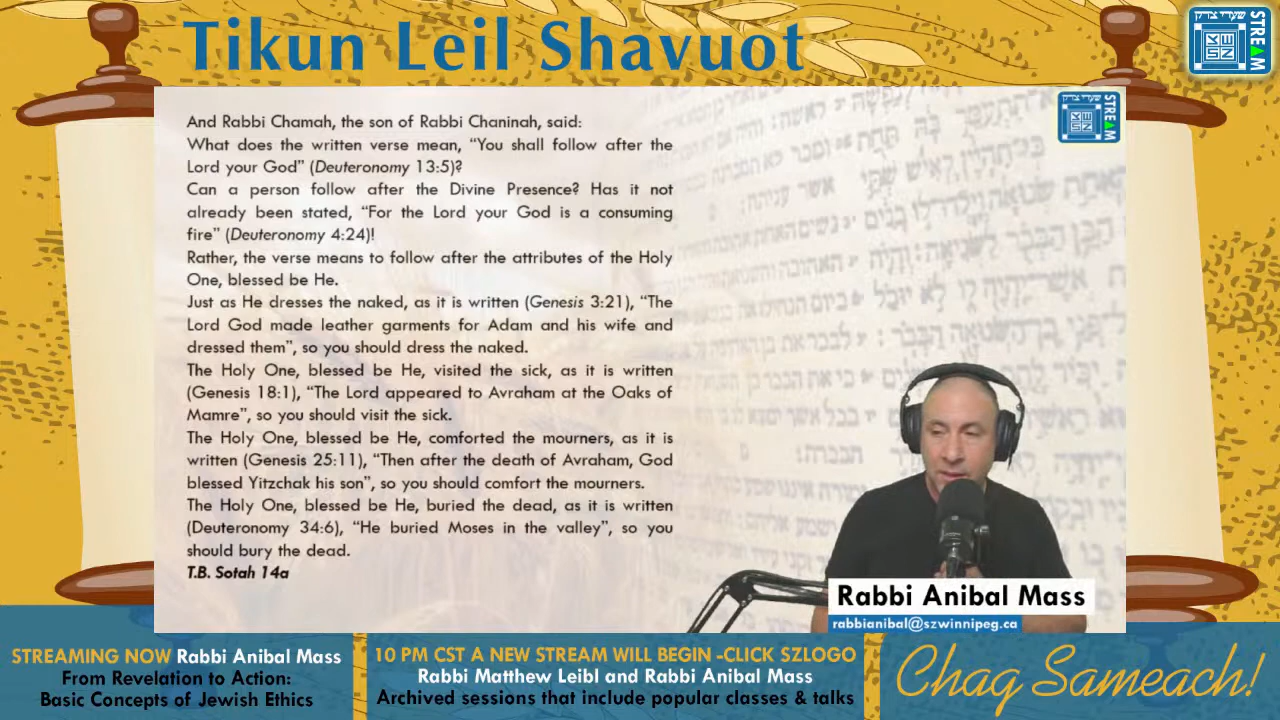 Tikun Leil Shavuot
STREAM
STREAM
And Rabbi Chamah, the son of Rabbi Chaninah, said:
What does the written verse mean, “You shall follow after the
Lord your God” (Deuteronomy 13:5)?
Can a person follow after the Divine Presence? Has it not
already been stated, “For the Lord your God is a consuming
fire” (Deuteronomy 4:24)!
Rather, the verse means to follow after the attributes of the Holy
One, blessed be He.
Just as He dresses the naked, as it is written (Genesis 3:21), “The
Lord God made leather garments for Adam and his wife and
dressed them”, so you should dress the naked.
The Holy One, blessed be He, visited the sick, as it is written
(Genesis 18:1), “The Lord appeared to Avraham at the Oaks of
Mamre”, so you should visit the sick.
The Holy One, blessed be He, comforted the mourners, as it is
written (Genesis 25:11), “Then after the death of Avraham, God
blessed Yitzchak his son”, so you should comfort the mourners.
The Holy One, blessed be He, buried the dead, as it is written
(Deuteronomy 34:6), “He buried Moses in the valley”, so you
should bury the dead.
T.B. Sotah 14a
Rabbi Anibal Mass
rabbianibal@szwinnipeg.ca
STREAMING NOW Rabbi Anibal Mass
From Revelation to Action:
Basic Concepts of Jewish Ethics
10 PM CST A NEW STREAM WILL BEGIN -CLICK SZLOGO
Rabbi Matthew Leibl and Rabbi Anibal Mass
Archived sessions that include popular classes & talks
Chag Sameach!